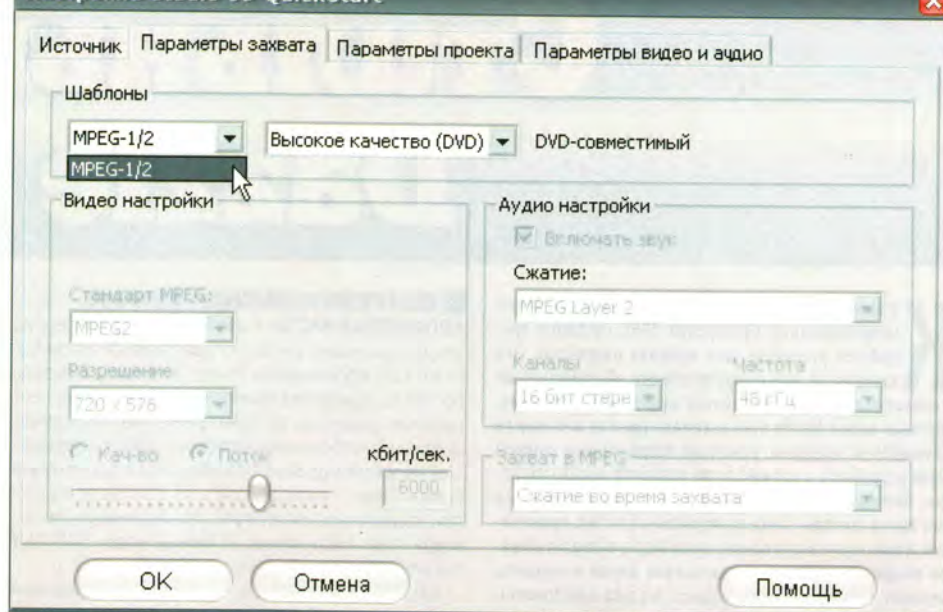 Источник Параметры захвата Параметры проекта Параметры видео и аудио
Шаблоны
MPEG-1/2 Высокое качество (DVD) DVD-совместимый
MPEG-1/2
Видео настройки
Стандарт MPEG:
MPEG2
Разрешение
720 x 576
Кач-во Поток кбит/сек.
6000
Аудио настройки
Включать звук
Сжатие:
MPEG Layer 2
Каналы Частота
16 бит стере 48 кГц
Захват в MPEG
Сжатие во время захвата
OK Отмена Помощь